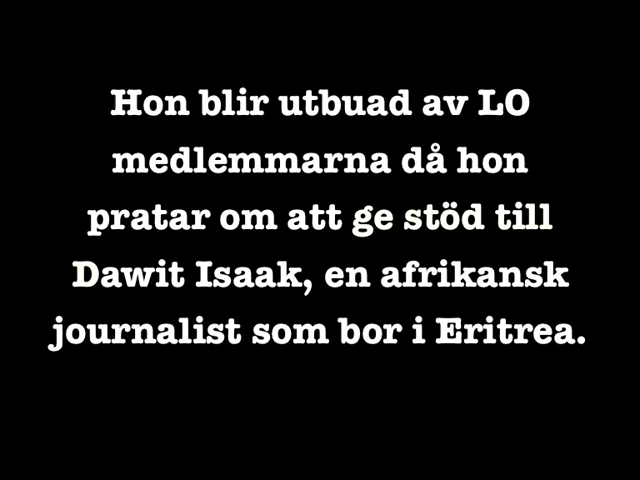 Hon blir utbuad av LO
medlemmarna då hon
pratar om att ge stöd till
Dawit Isaak, en afrikansk
journalist som bor i Eritrea.